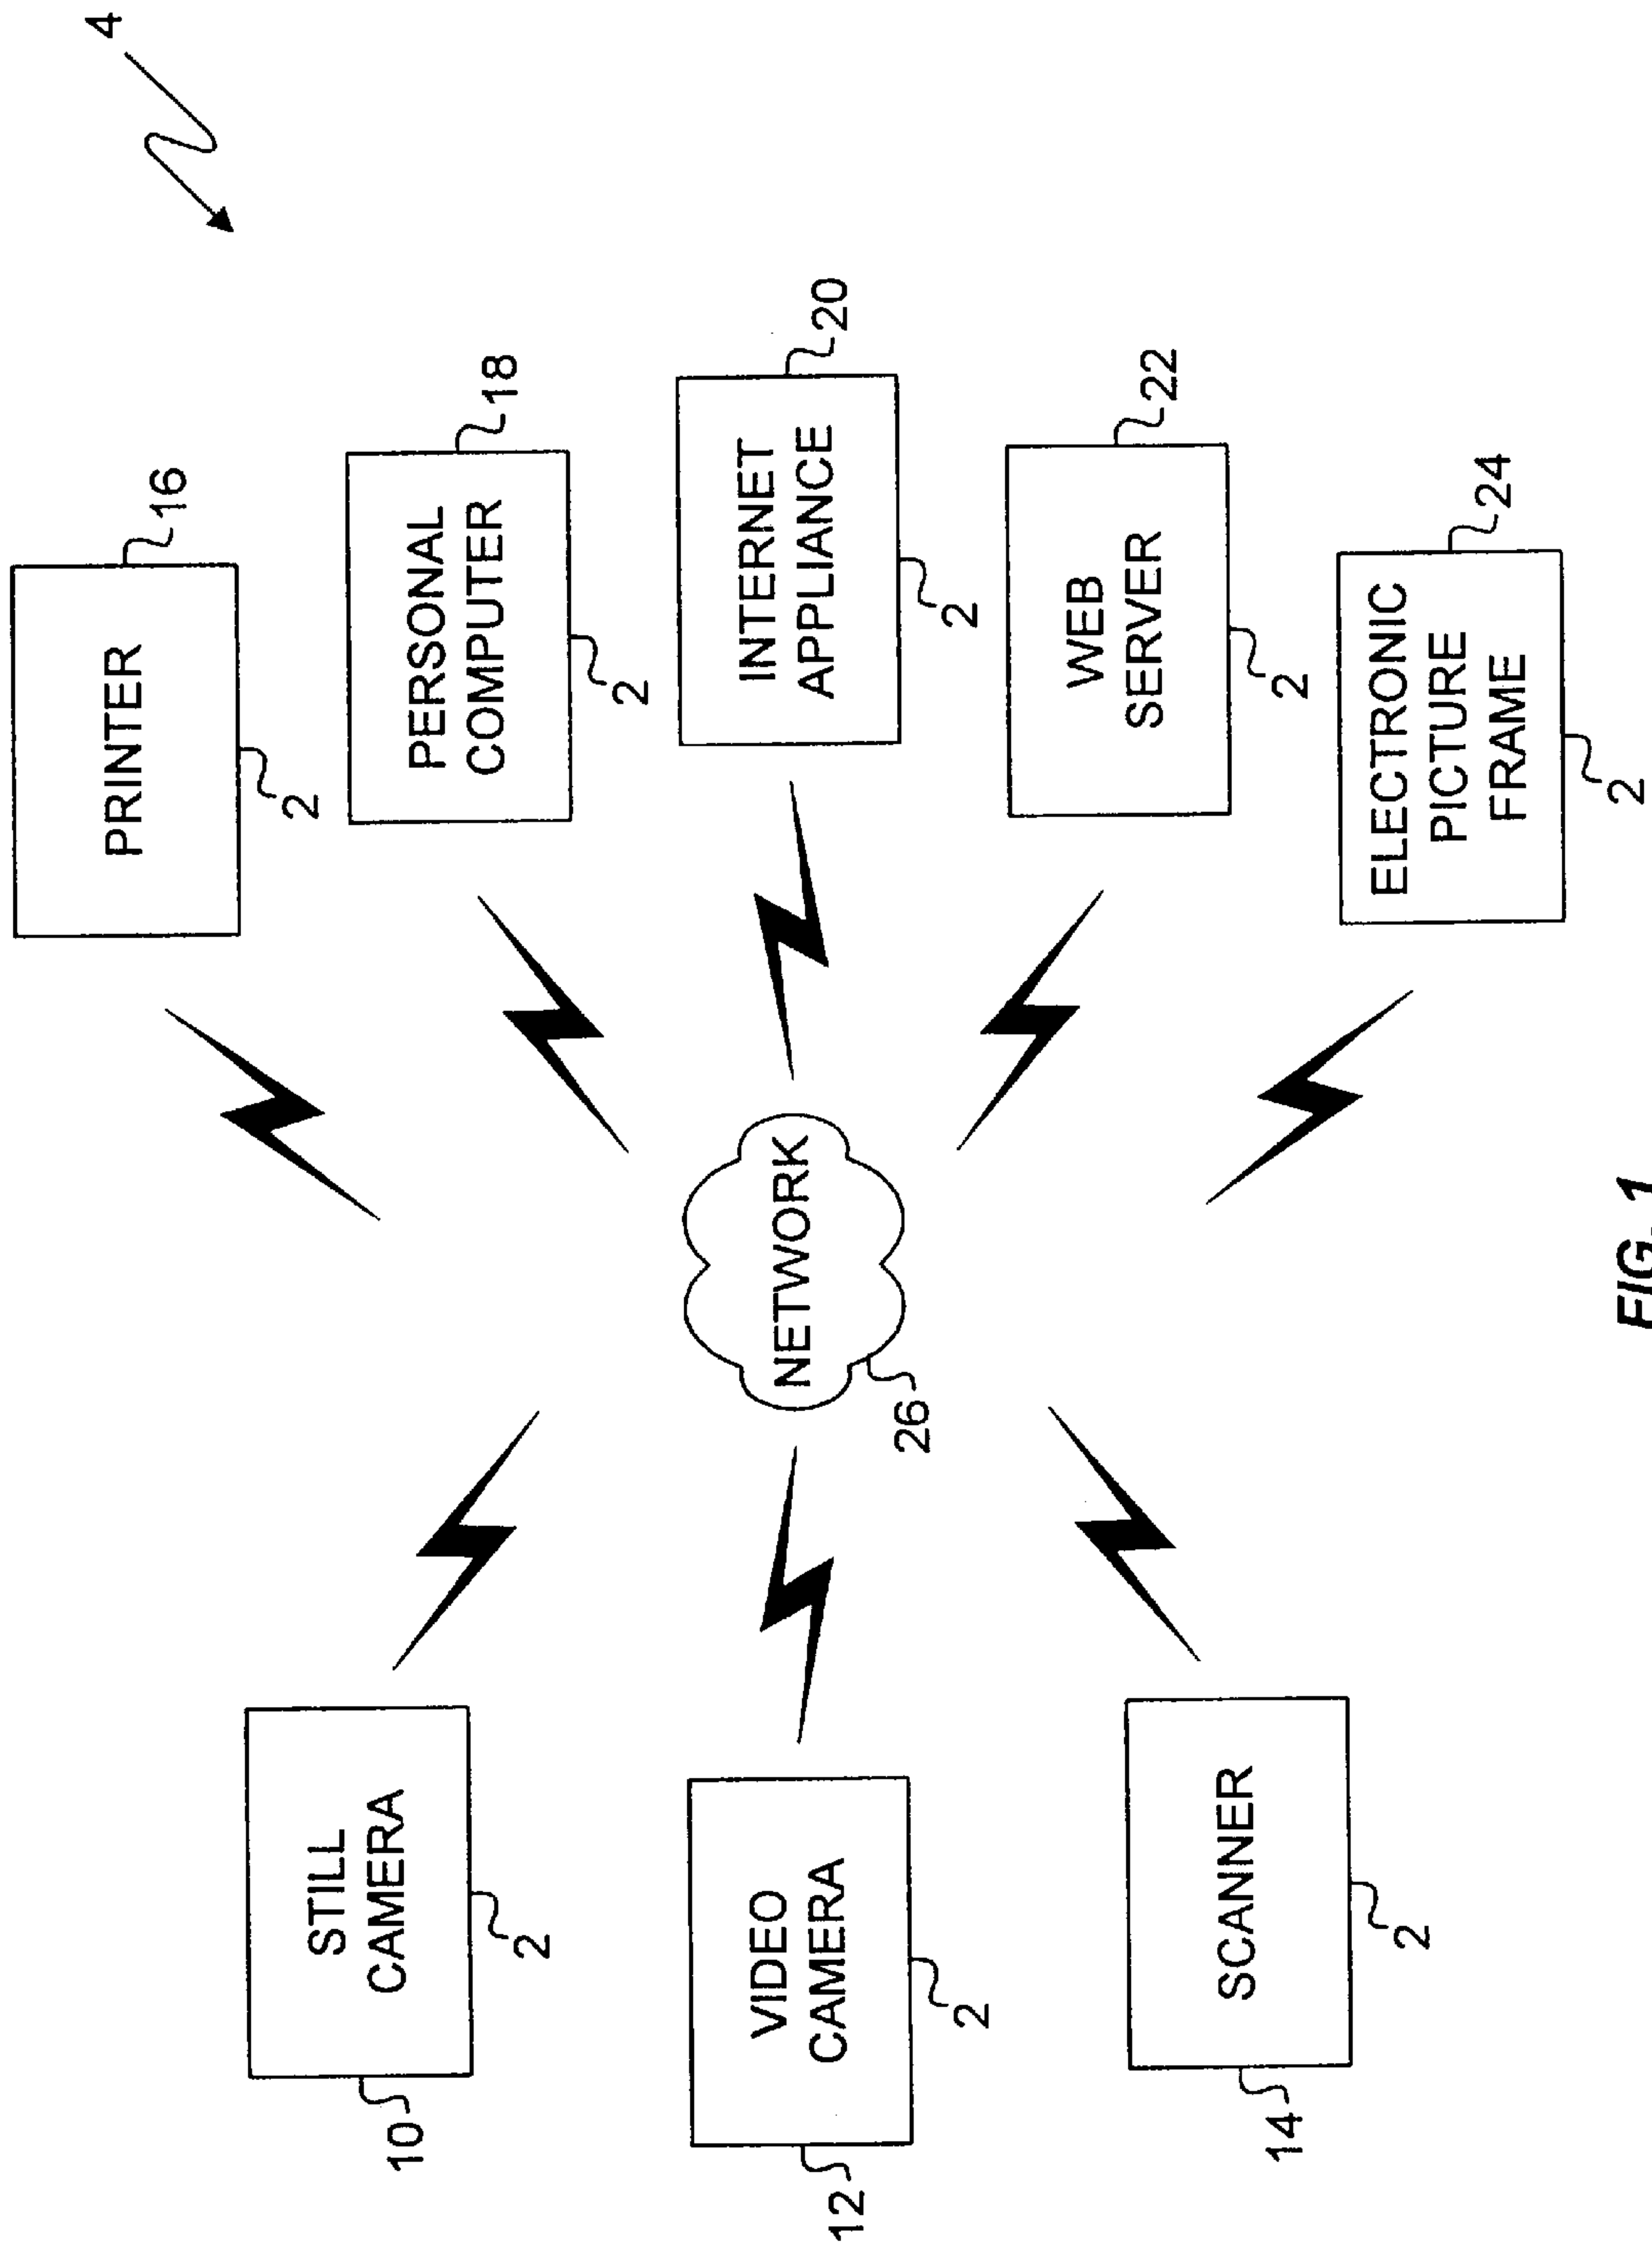 4
PRINTER
16
2
PERSONAL
COMPUTER
18
2
STILL
CAMERA
10
2
INTERNET
APPLIANCE
20
2
NETWORK
26
VIDEO
CAMERA
12
2
WEB
SERVER
22
2
SCANNER
14
2
ELECTRONIC
PICTURE
FRAME
24
2
FIG. 1